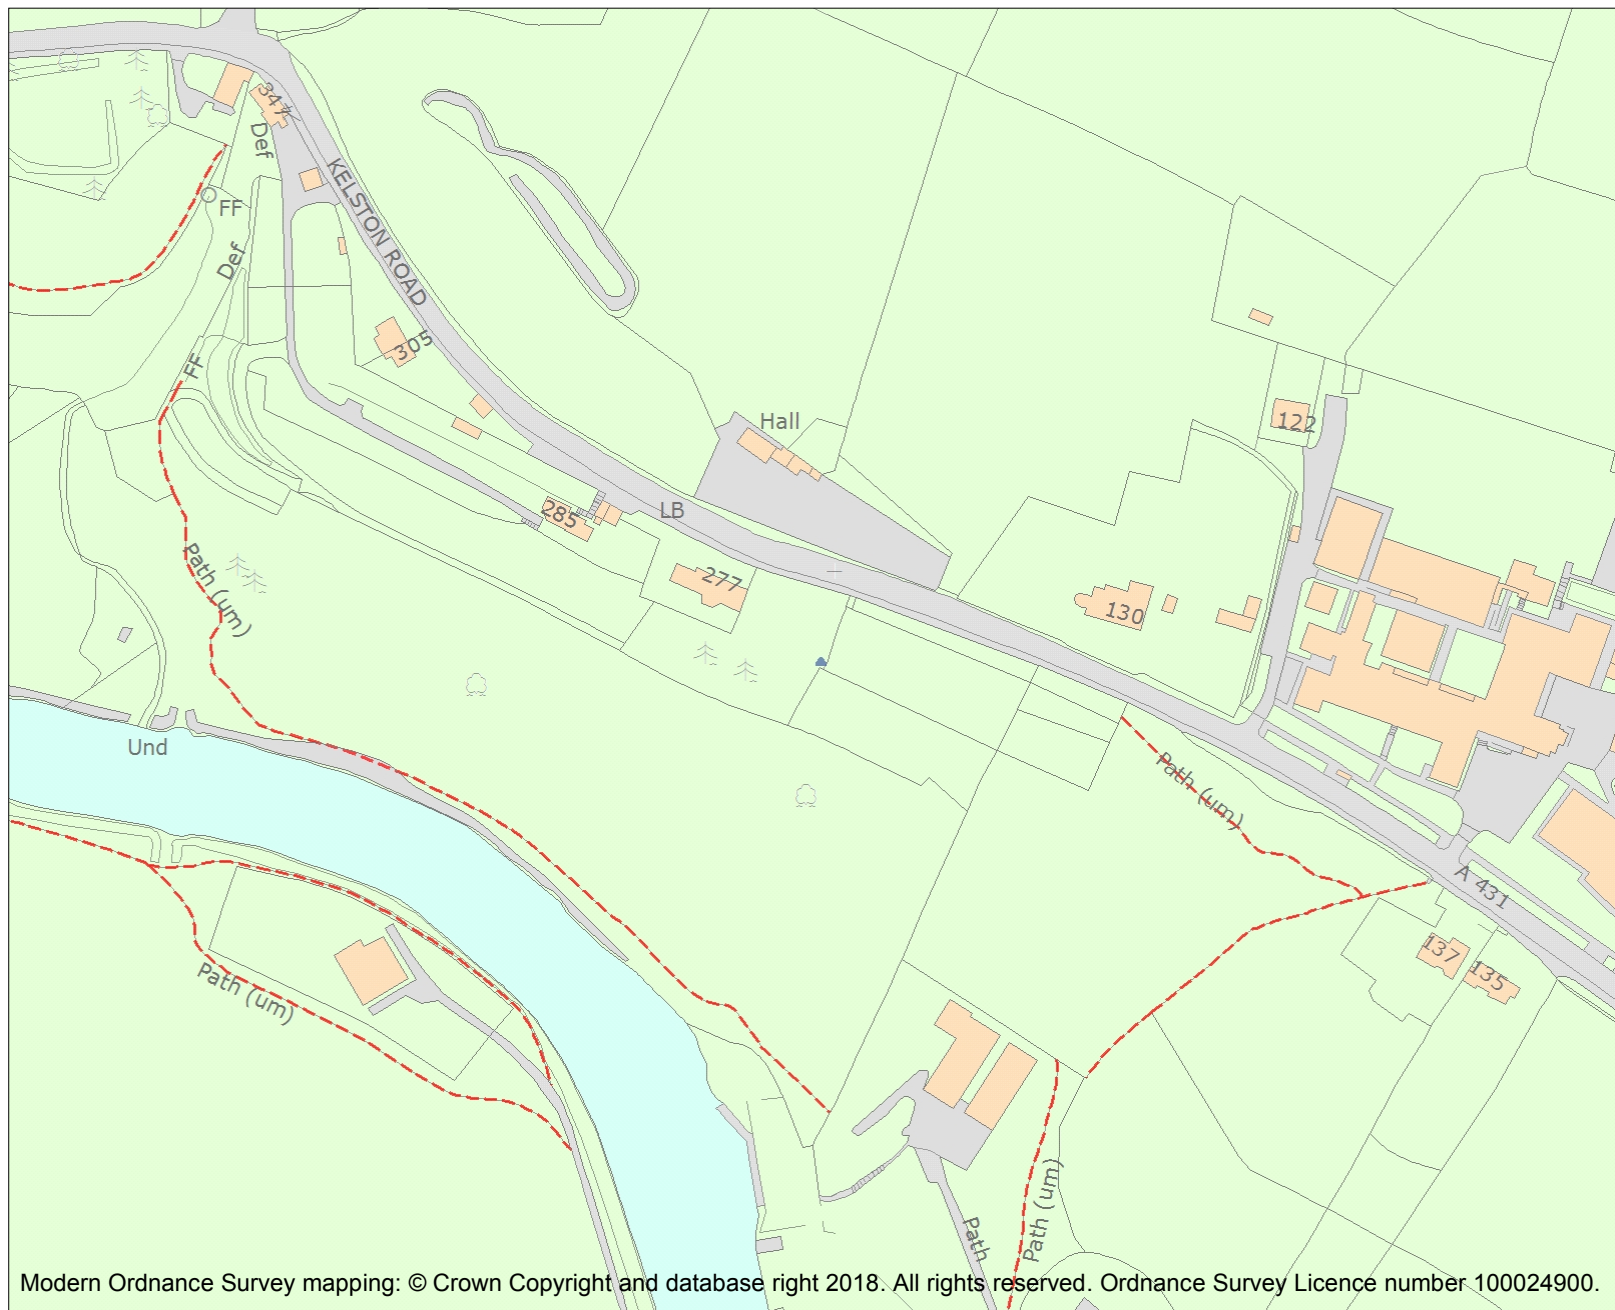 347
Def
KELSTON ROAD
FF
Def
305
FF
Hall
122
LB
285
277
130
Path (um)
Und
Path (um)
A 431
137
135
Path (um)
Path (um)
Path
Modern Ordnance Survey mapping: © Crown Copyright and database right 2018. All rights reserved. Ordnance Survey Licence number 100024900.